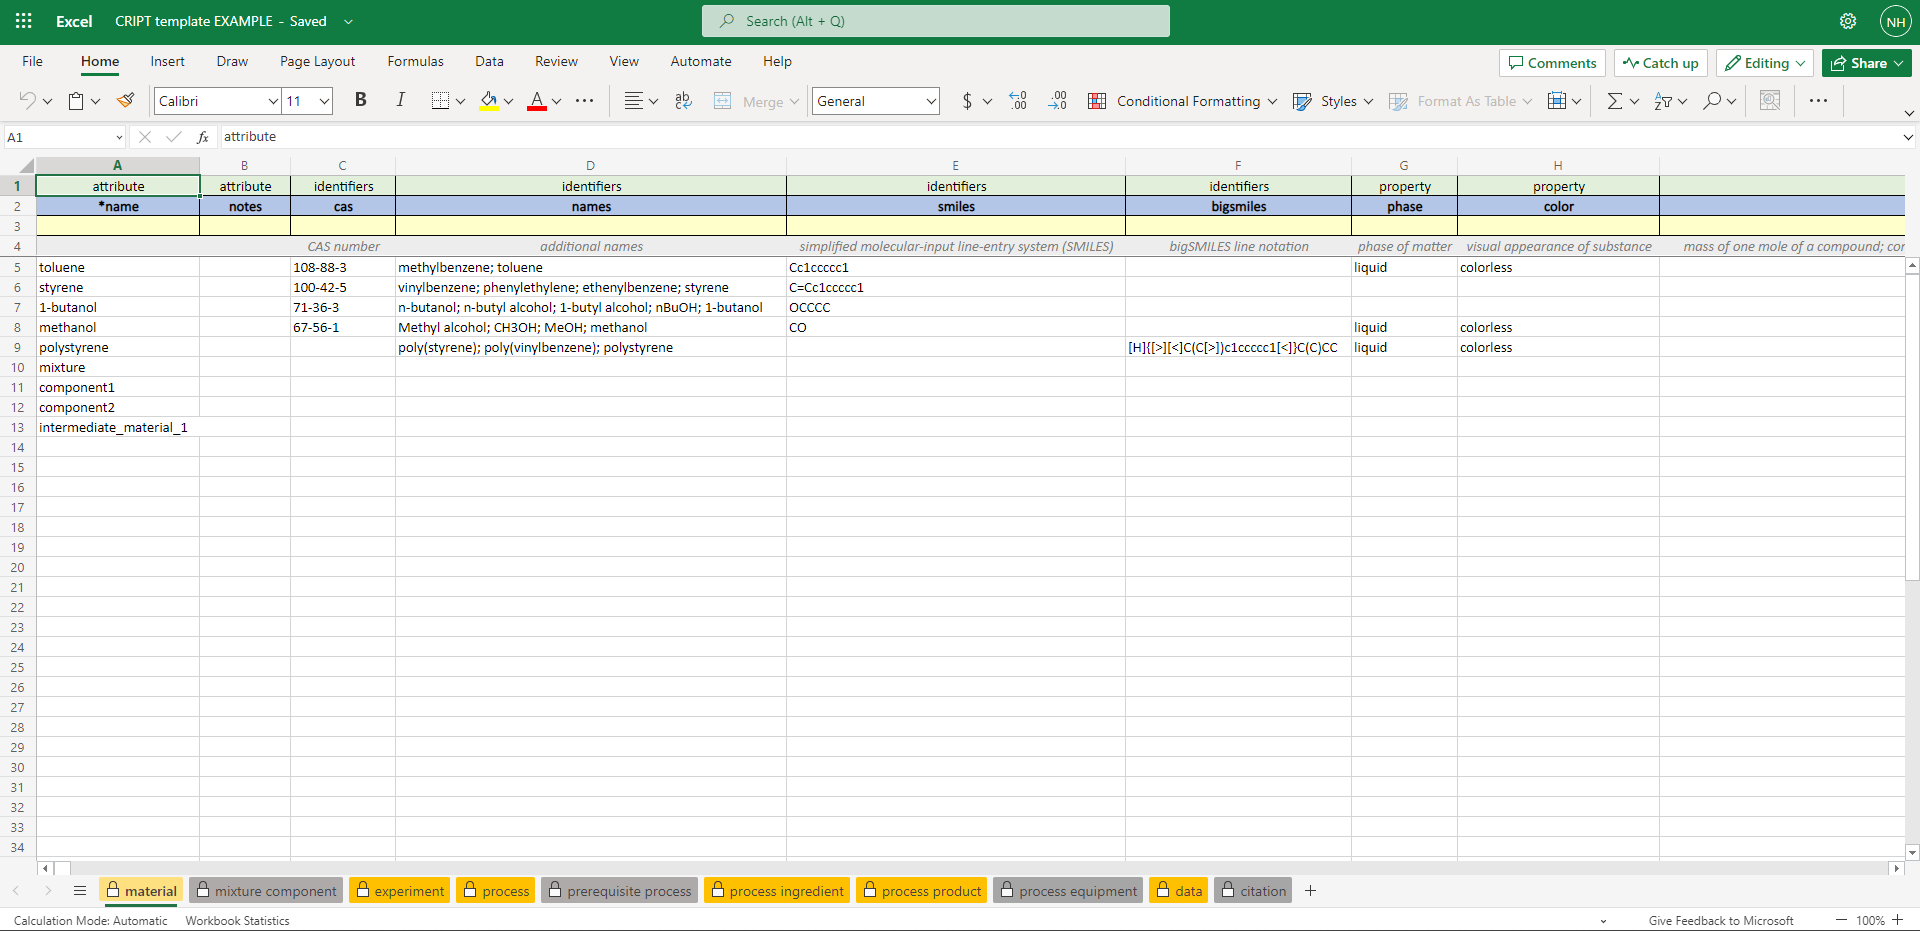 Excel CRIPT template EXAMPLE - Saved Search (Alt + Q) NH
File Home Insert Draw Page Layout Formulas Data Review View Automate Help Comments Catch up Editing Share
Calibri 11 B I A ab Merge General $ Conditional Formatting Styles Format As Table
A1 fx attribute
A B C D E F G H
1 attribute attribute identifiers identifiers identifiers identifiers property property
2 *name notes cas names smiles bigsmiles phase color
3
4 CAS number additional names simplified molecular-input line-entry system (SMILES) bigSMILES line notation phase of matter visual appearance of substance mass of one mole of a compound; cor
5 toluene 108-88-3 methylbenzene; toluene Cc1ccccc1 liquid colorless
6 styrene 100-42-5 vinylbenzene; phenylethylene; ethenylbenzene; styrene C=Cc1ccccc1
7 1-butanol 71-36-3 n-butanol; n-butyl alcohol; 1-butyl alcohol; nBuOH; 1-butanol OCCCC
8 methanol 67-56-1 Methyl alcohol; CH3OH; MeOH; methanol CO liquid colorless
9 polystyrene poly(styrene); poly(vinylbenzene); polystyrene [H]{[>][<]C(C[>])c1ccccc1[<]}C(C)CC liquid colorless
10 mixture
11 component1
12 component2
13 intermediate_material_1
14
15
16
17
18
19
20
21
22
23
24
25
26
27
28
29
30
31
32
33
34
material mixture component experiment process prerequisite process process ingredient process product process equipment data citation
Calculation Mode: Automatic Workbook Statistics Give Feedback to Microsoft 100%